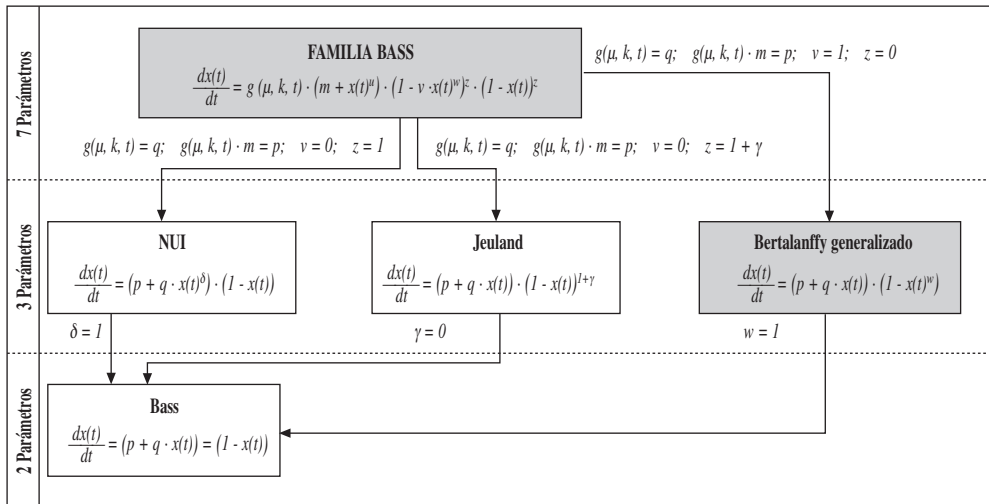 7 Parámetros
FAMILIA BASS
dx(t)/dt = g (μ, k, t) · (m + x(t)^u) · (1 - v ·x(t)^w)^z · (1 - x(t))^z
g(μ, k, t) = q; g(μ, k, t) · m = p; v = 1; z = 0
g(μ, k, t) = q; g(μ, k, t) · m = p; v = 0; z = 1
g(μ, k, t) = q; g(μ, k, t) · m = p; v = 0; z = 1 + γ
3 Parámetros
NUI
dx(t)/dt = (p + q · x(t)^δ) · (1 - x(t))
δ = 1
Jeuland
dx(t)/dt = (p + q · x(t)) · (1 - x(t))^1+γ
γ = 0
Bertalanffy generalizado
dx(t)/dt = (p + q · x(t)) · (1 - x(t)^w)
w = 1
2 Parámetros
Bass
dx(t)/dt = (p + q · x(t)) = (1 - x(t))